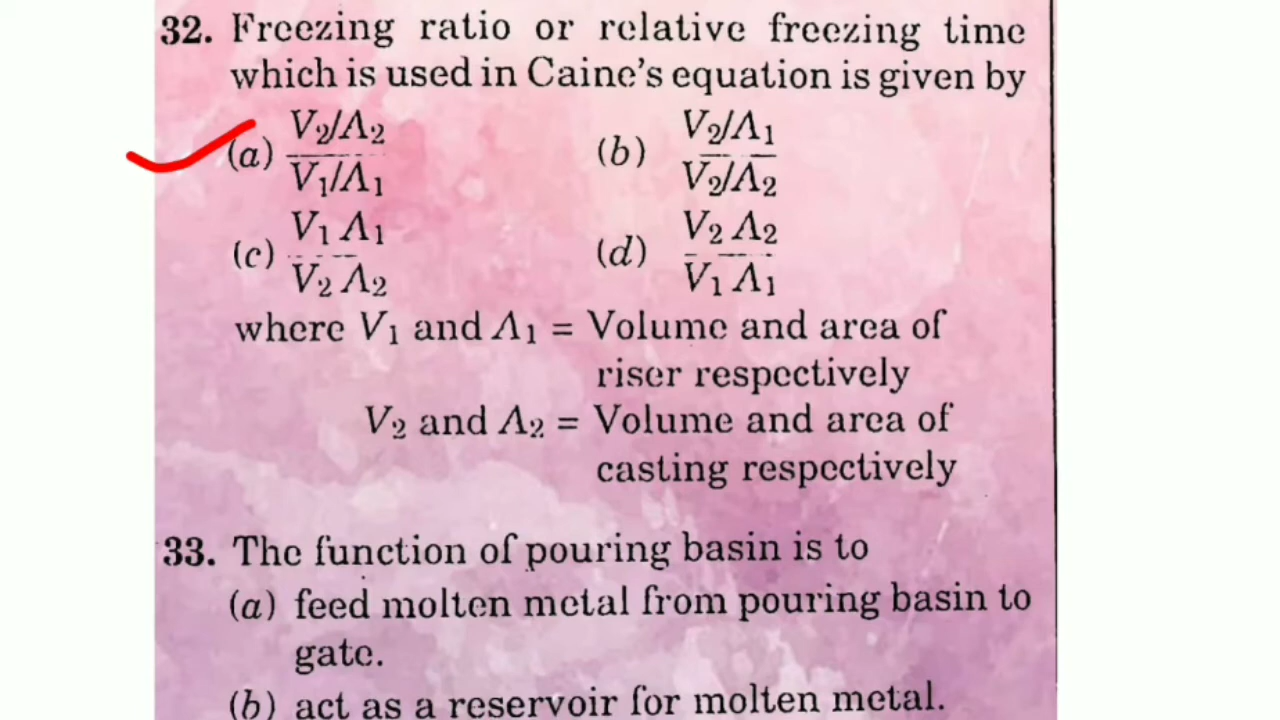 32. Freezing ratio or relative freezing time
which is used in Caine's equation is given by
(a) V₂/A₂ / V₁/A₁ (b) V₂/A₁ / V₂/A₂
(c) V₁ A₁ / V₂ A₂ (d) V₂ A₂ / V₁ A₁
where V₁ and A₁ = Volume and area of
riser respectively
V₂ and A₂ = Volume and area of
casting respectively
33. The function of pouring basin is to
(a) feed molten metal from pouring basin to
gate.
(b) act as a reservoir for molten metal.